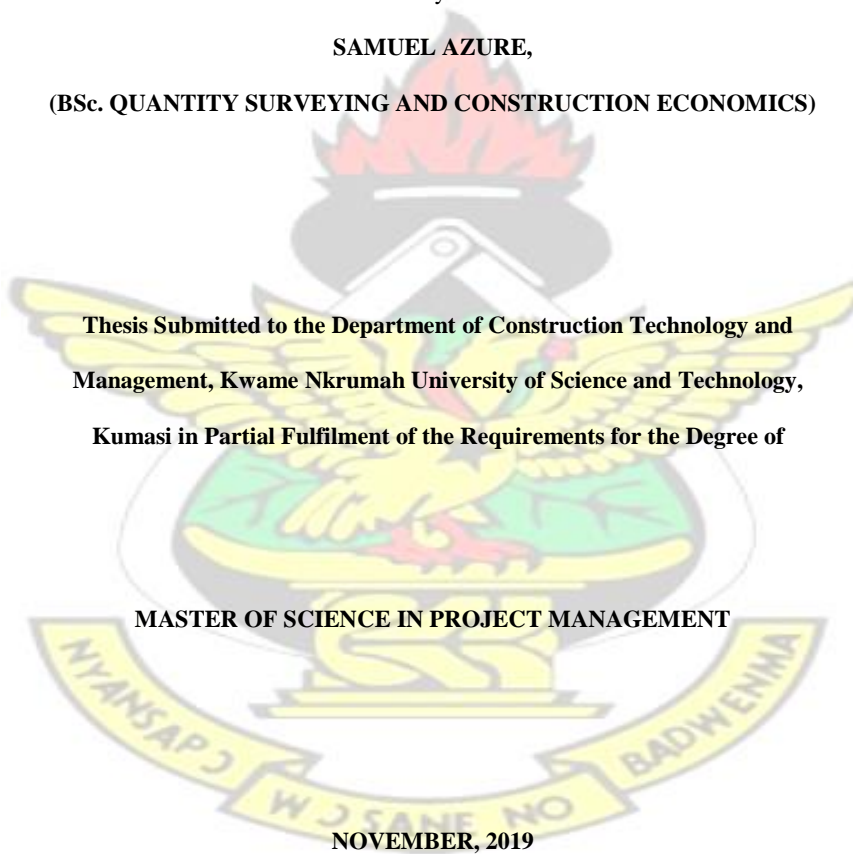 SAMUEL AZURE,
(BSc. QUANTITY SURVEYING AND CONSTRUCTION ECONOMICS)
Thesis Submitted to the Department of Construction Technology and
Management, Kwame Nkrumah University of Science and Technology,
Kumasi in Partial Fulfilment of the Requirements for the Degree of
MASTER OF SCIENCE IN PROJECT MANAGEMENT
NYANSAPƆ WƆSANE NO BADWENMA
NOVEMBER, 2019